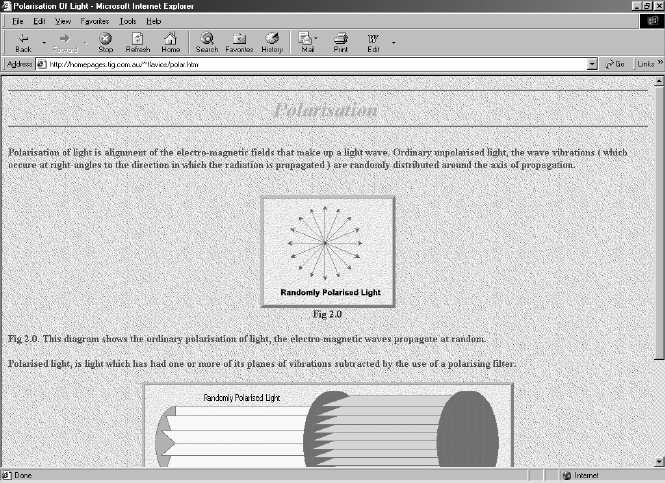 Polarisation Of Light - Microsoft Internet Explorer
File Edit View Favorites Tools Help
Back Forward Stop Refresh Home Search Favorites History Mail Print Edit
Address http://homepages.tig.com.au/~flavios/polar.htm Go Links »
Polarisation
Polarisation of light is alignment of the electro-magnetic fields that make up a light wave. Ordinary unpolarised light, the wave vibrations ( which
occure at right-angles to the direction in which the radiation is propagated ) are randomly distributed around the axis of propagation.
Randomly Polarised Light
Fig 2.0
Fig 2.0. This diagram shows the ordinary polarisation of light, the electro-magnetic waves propagate at random.
Polarised light, is light which has had one or more of its planes of vibrations subtracted by the use of a polarising filter.
Randomly Polarised Light
Done Internet